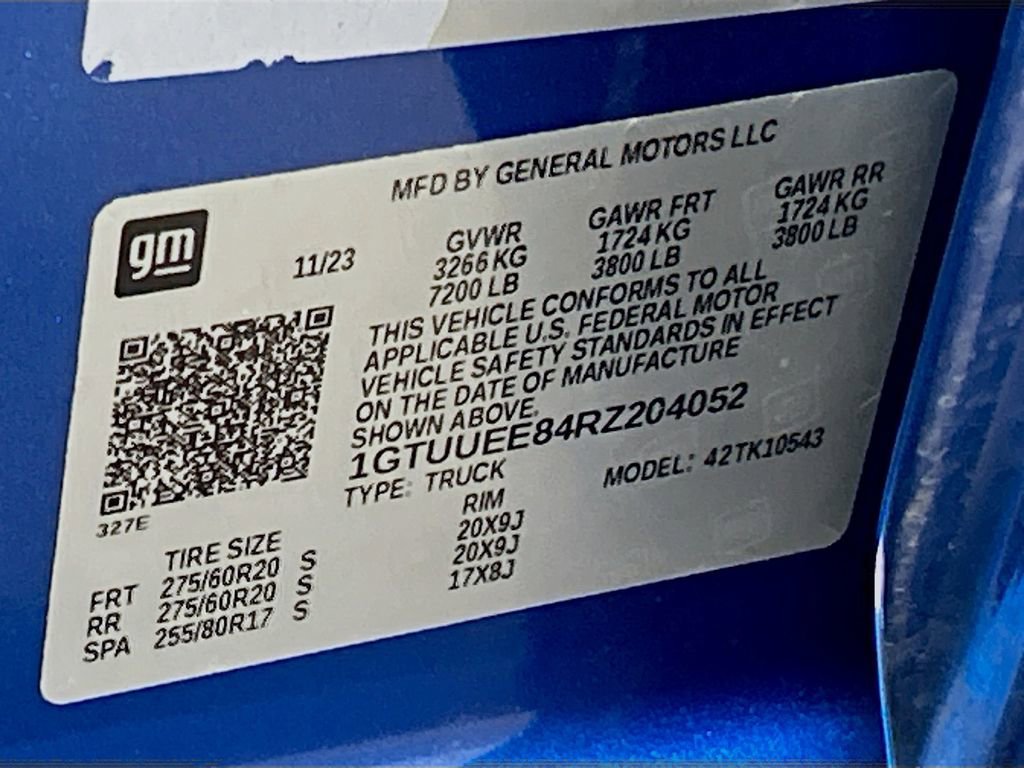 MFD BY GENERAL MOTORS LLC
gm
11/23
GVWR GAWR FRT GAWR RR
3266 KG 1724 KG 1724 KG
7200 LB 3800 LB 3800 LB
THIS VEHICLE CONFORMS TO ALL
APPLICABLE U.S. FEDERAL MOTOR
VEHICLE SAFETY STANDARDS IN EFFECT
ON THE DATE OF MANUFACTURE
SHOWN ABOVE.
1GTUUEE84RZ204052
TYPE: TRUCK MODEL: 42TK10543
327E
TIRE SIZE RIM
FRT 275/60R20 S 20X9J
RR 275/60R20 S 20X9J
SPA 255/80R17 S 17X8J